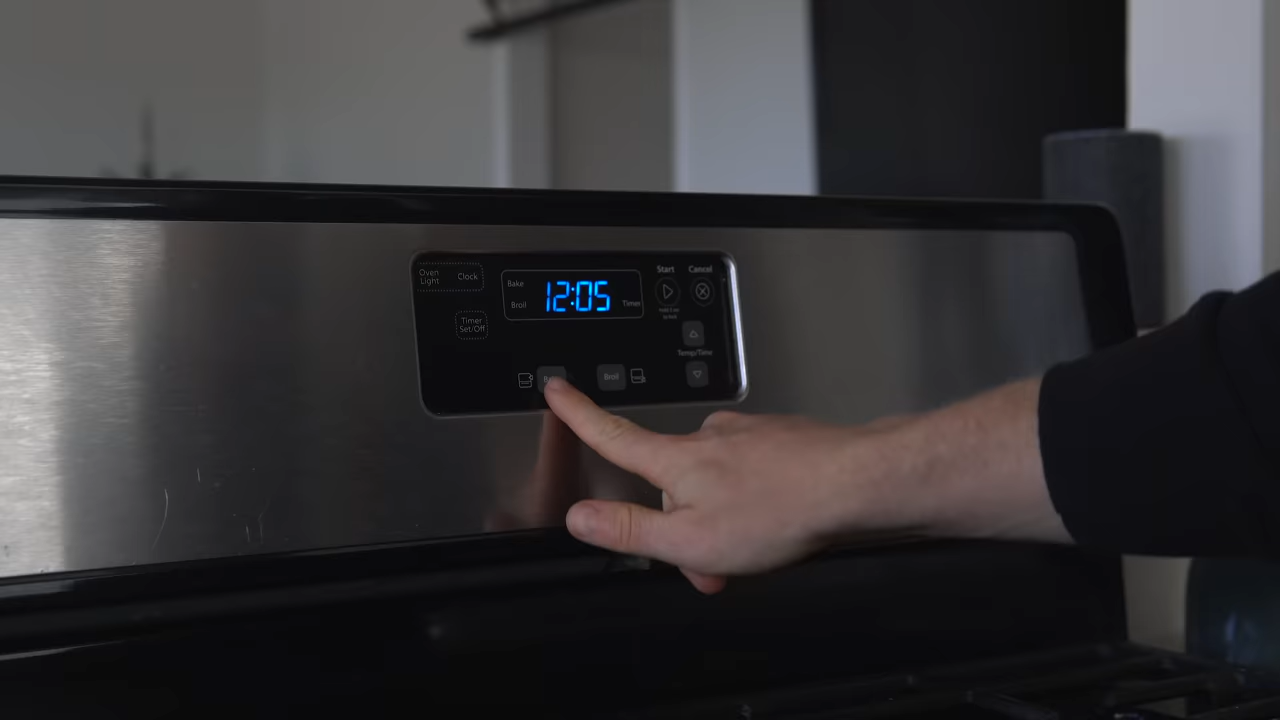 Oven
Light
Clock
Timer
Set/Off
Bake
Broil
12:05
Timer
Start
Cancel
Temp/Time
Broil